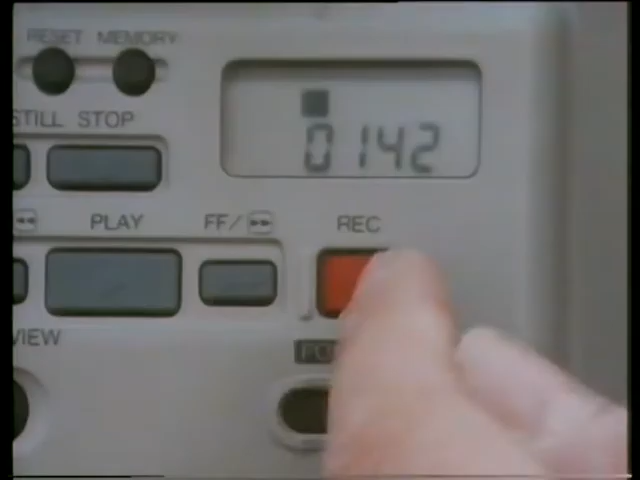 RESET MEMORY
STILL STOP
0142
PLAY FF/ REC
VIEW